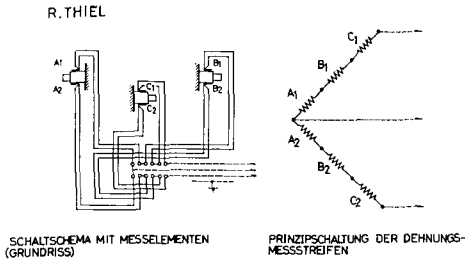 R. THIEL
A1
A2
C1
C2
B1
B2
A1
B1
C1
A2
B2
C2
SCHALTSCHEMA MIT MESSELEMENTEN
(GRUNDRISS)
PRINZIPSCHALTUNG DER DEHNUNGS-
MESSSTREIFEN